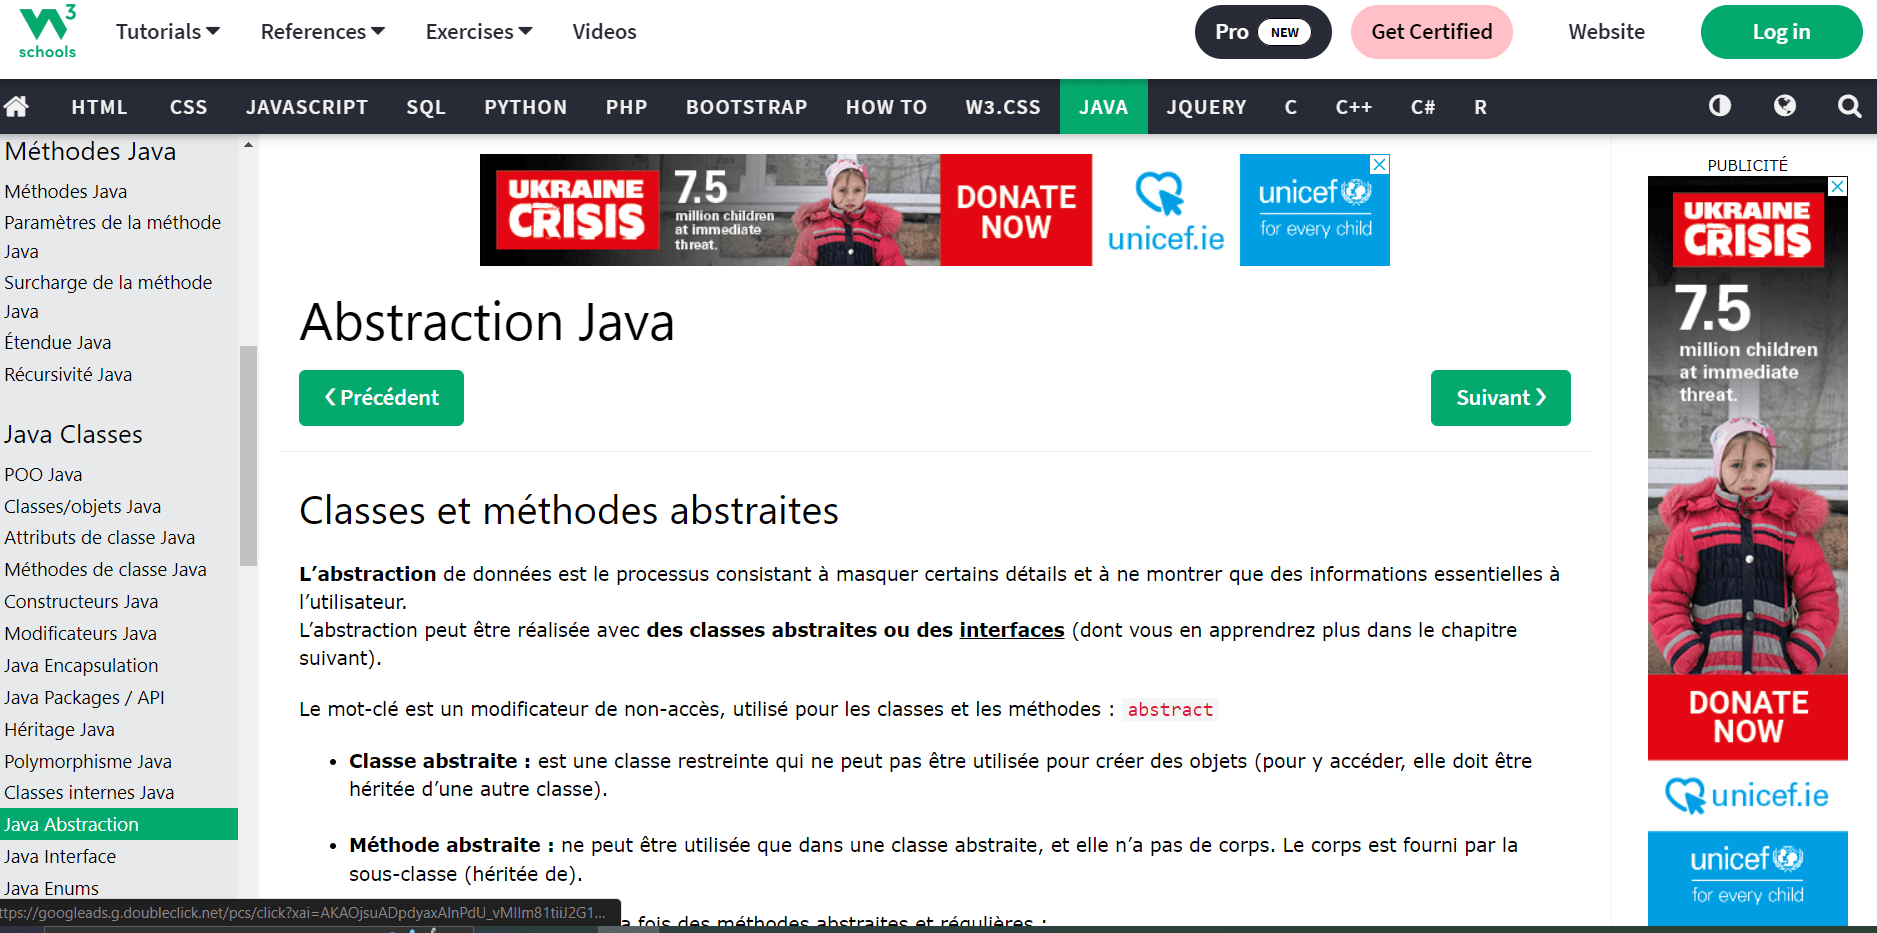 W3 schools
Tutorials References Exercises Videos Pro NEW Get Certified Website Log in
HTML CSS JAVASCRIPT SQL PYTHON PHP BOOTSTRAP HOW TO W3.CSS JAVA JQUERY C C++ C# R
Méthodes Java
Méthodes Java
Paramètres de la méthode
Java
Surcharge de la méthode
Java
Étendue Java
Récursivité Java
Java Classes
POO Java
Classes/objets Java
Attributs de classe Java
Méthodes de classe Java
Constructeurs Java
Modificateurs Java
Java Encapsulation
Java Packages / API
Héritage Java
Polymorphisme Java
Classes internes Java
Java Abstraction
Java Interface
Java Enums
UKRAINE
CRISIS
7.5
million children
at immediate
threat.
DONATE
NOW
unicef.ie
unicef
for every child
Abstraction Java
❮ Précédent
Suivant ❯
Classes et méthodes abstraites
L’abstraction de données est le processus consistant à masquer certains détails et à ne montrer que des informations essentielles à
l’utilisateur.
L’abstraction peut être réalisée avec des classes abstraites ou des interfaces (dont vous en apprendrez plus dans le chapitre
suivant).
Le mot-clé est un modificateur de non-accès, utilisé pour les classes et les méthodes : abstract
• Classe abstraite : est une classe restreinte qui ne peut pas être utilisée pour créer des objets (pour y accéder, elle doit être
héritée d’une autre classe).
• Méthode abstraite : ne peut être utilisée que dans une classe abstraite, et elle n’a pas de corps. Le corps est fourni par la
sous-classe (héritée de).
a fois des méthodes abstraites et régulières :
PUBLICITÉ
UKRAINE
CRISIS
7.5
million children
at immediate
threat.
DONATE
NOW
unicef.ie
unicef
for every child